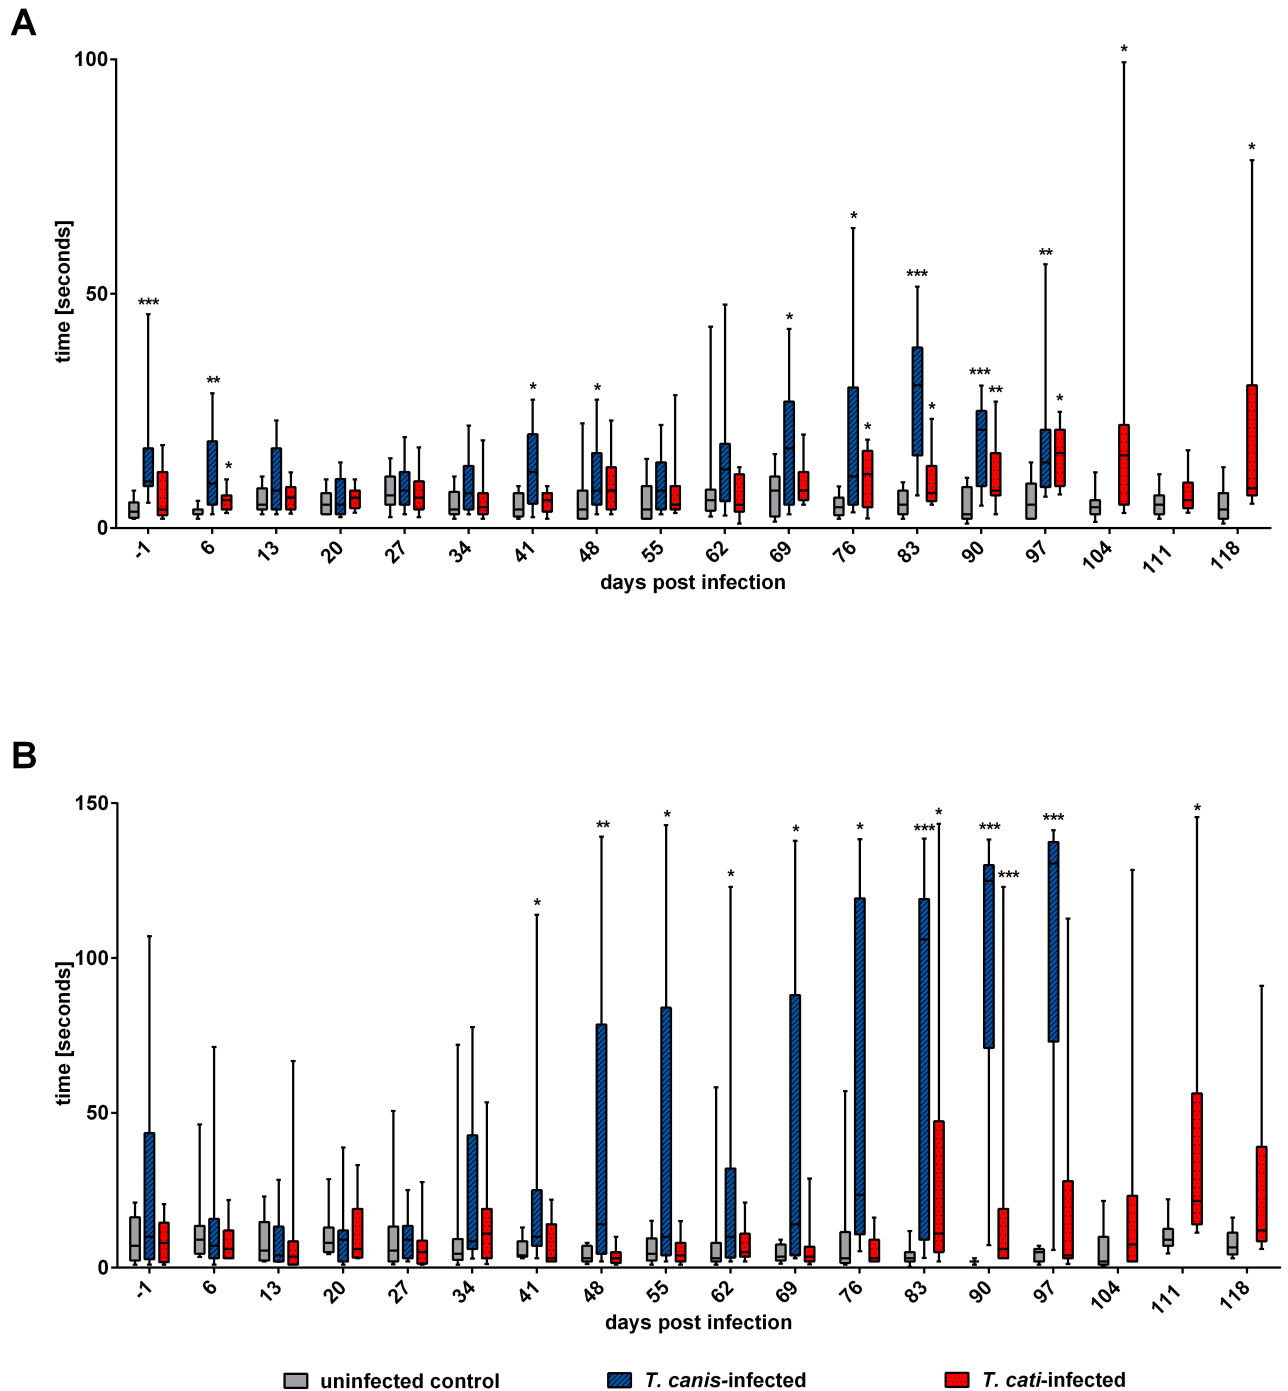 A
100
50
0
time [seconds]
*** ** * * * * * * *** * *** ** ** * * *
-1 6 13 20 27 34 41 48 55 62 69 76 83 90 97 104 111 118
days post infection
B
150
100
50
0
time [seconds]
* ** * * * * *** * *** *** *** *
-1 6 13 20 27 34 41 48 55 62 69 76 83 90 97 104 111 118
days post infection
uninfected control T. canis-infected T. cati-infected